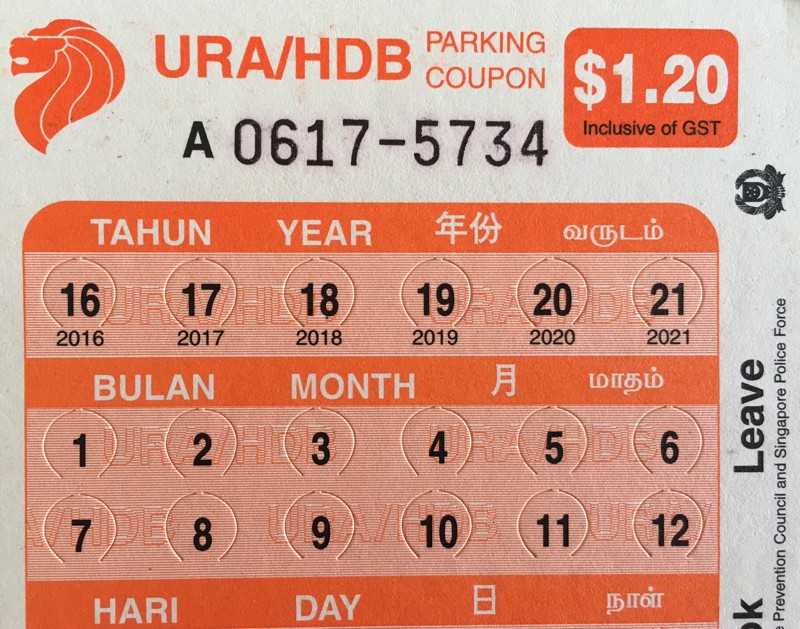 URA/HDB PARKING COUPON $1.20
Inclusive of GST
A 0617-5734
TAHUN YEAR 年份 வருடம்
16 17 18 19 20 21
2016 2017 2018 2019 2020 2021
BULAN MONTH 月 மாதம்
1 2 3 4 5 6
7 8 9 10 11 12
HARI DAY 日 நாள்
Leave
Prevention Council and Singapore Police Force